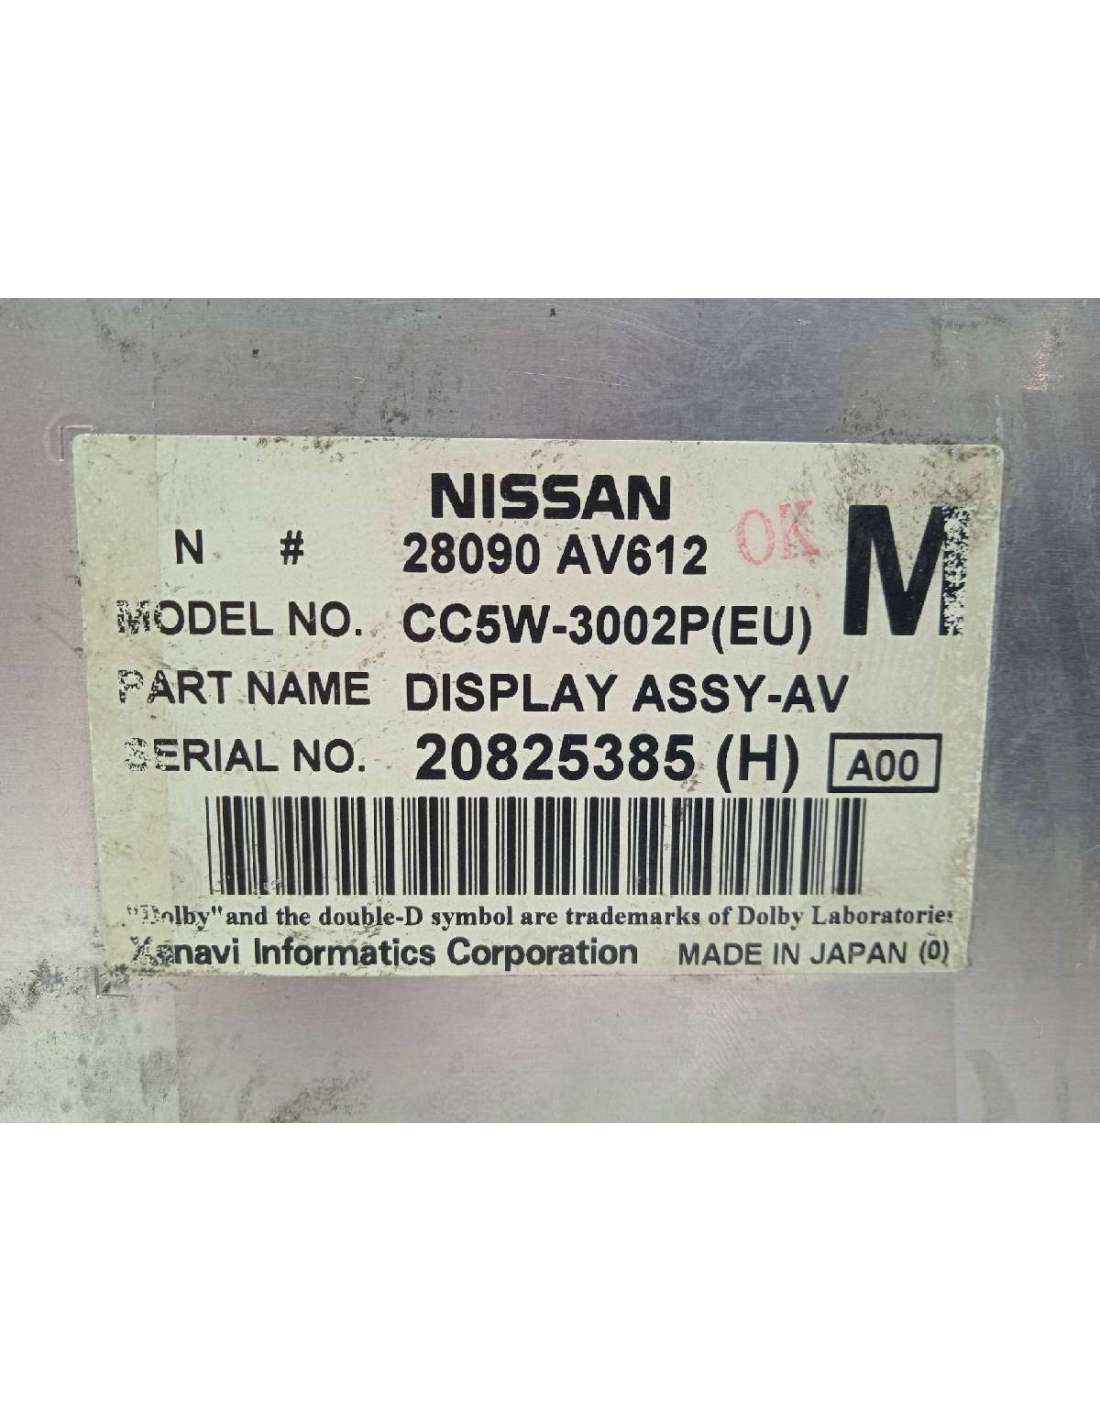 NISSAN
N # 28090 AV612 OK M
MODEL NO. CC5W-3002P(EU)
PART NAME DISPLAY ASSY-AV
SERIAL NO. 20825385 (H) A00
"Dolby" and the double-D symbol are trademarks of Dolby Laboratories
Xanavi Informatics Corporation MADE IN JAPAN (0)